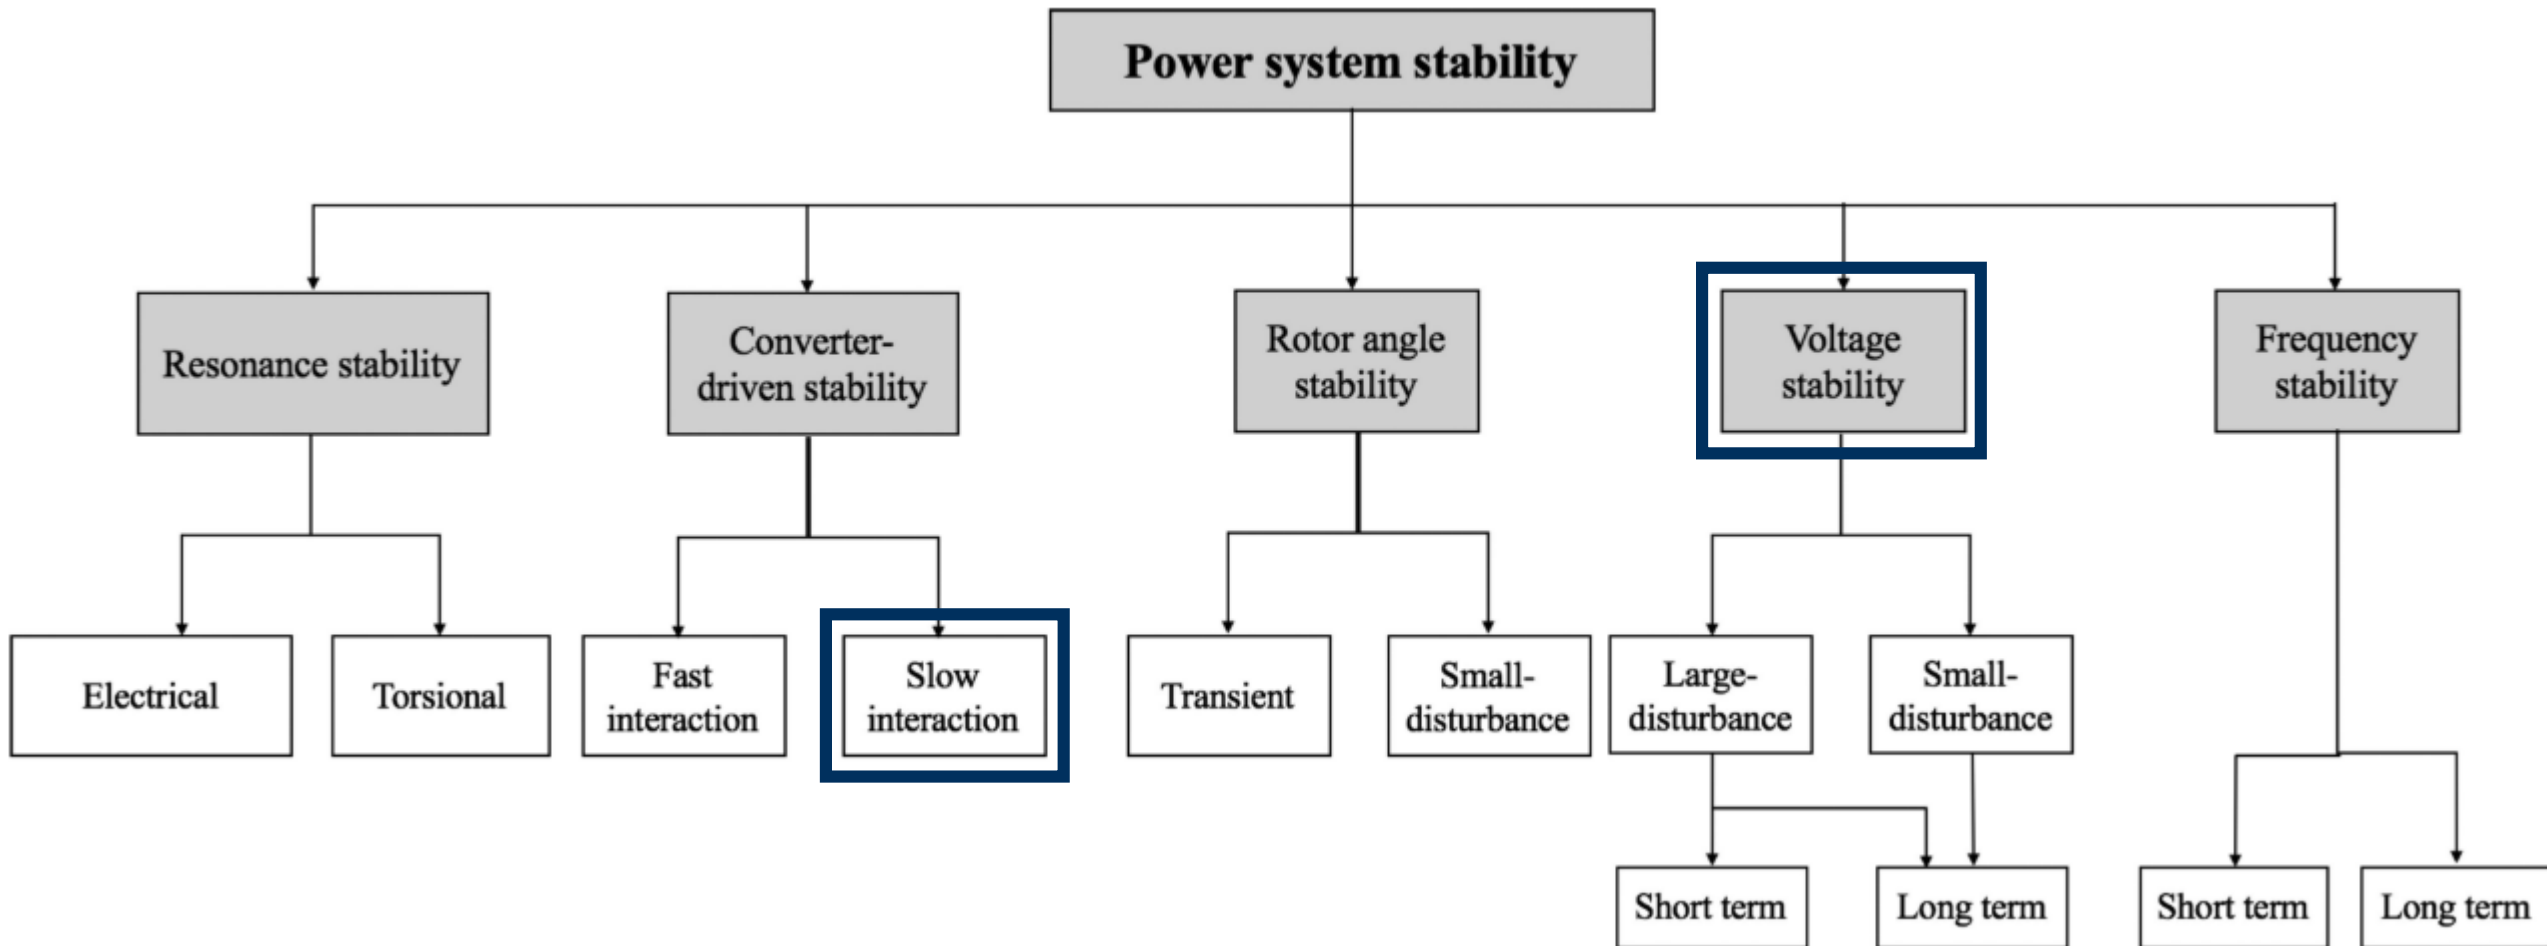 Power system stability
Resonance stability
Converter-
driven stability
Rotor angle
stability
Voltage
stability
Frequency
stability
Electrical
Torsional
Fast
interaction
Slow
interaction
Transient
Small-
disturbance
Large-
disturbance
Small-
disturbance
Short term
Long term
Short term
Long term